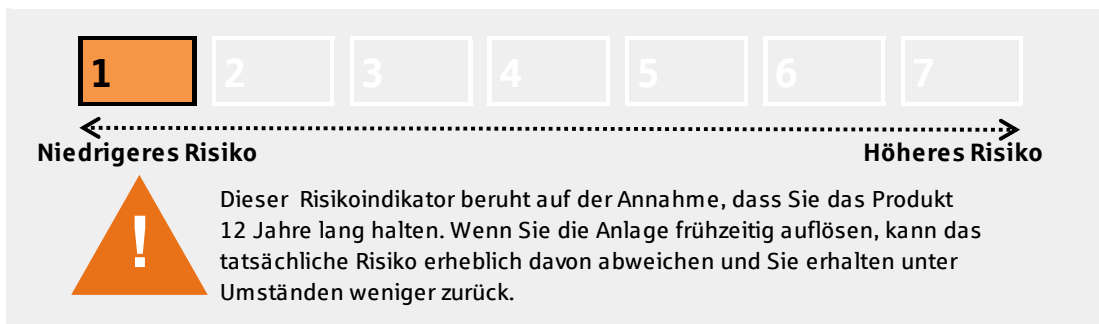 1 2 3 4 5 6 7
Niedrigeres Risiko Höheres Risiko
!
Dieser Risikoindikator beruht auf der Annahme, dass Sie das Produkt
12 Jahre lang halten. Wenn Sie die Anlage frühzeitig auflösen, kann das
tatsächliche Risiko erheblich davon abweichen und Sie erhalten unter
Umständen weniger zurück.